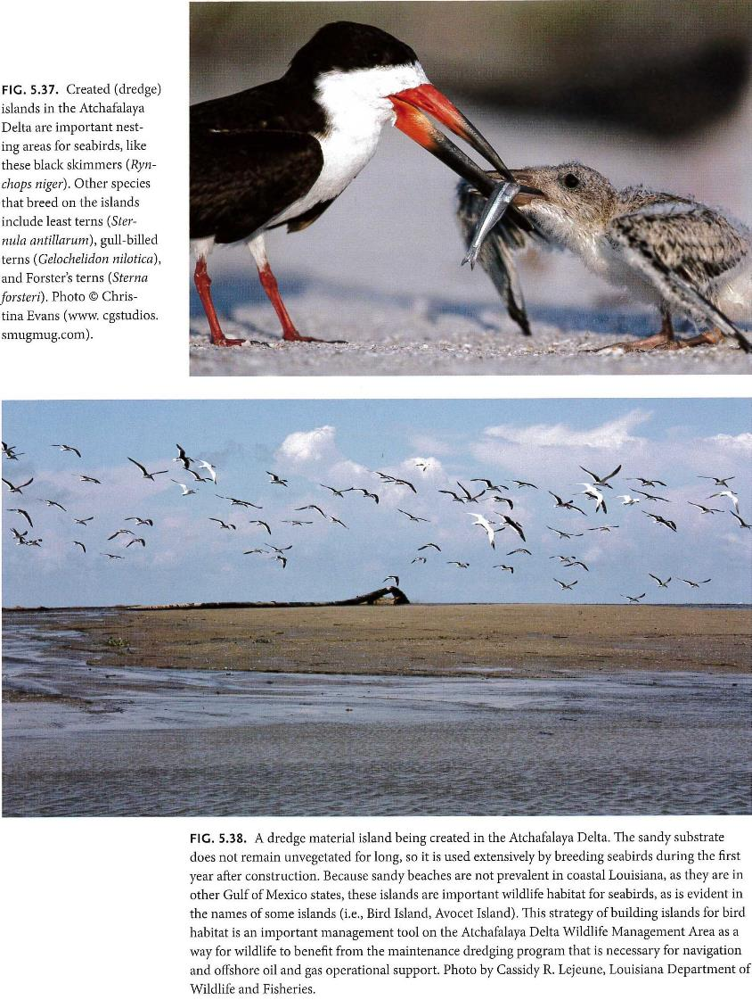 FIG. 5.37. Created (dredge)
islands in the Atchafalaya
Delta are important nest-
ing areas for seabirds, like
these black skimmers (Ryn-
chops niger). Other species
that breed on the islands
include least terns (Ster-
nula antillarum), gull-billed
terns (Gelochelidon nilotica),
and Forster's terns (Sterna
forsteri). Photo © Chris-
tina Evans (www. cgstudios.
smugmug.com).
FIG. 5.38. A dredge material island being created in the Atchafalaya Delta. The sandy substrate
does not remain unvegetated for long, so it is used extensively by breeding seabirds during the first
year after construction. Because sandy beaches are not prevalent in coastal Louisiana, as they are in
other Gulf of Mexico states, these islands are important wildlife habitat for seabirds, as is evident in
the names of some islands (i.e., Bird Island, Avocet Island). This strategy of building islands for bird
habitat is an important management tool on the Atchafalaya Delta Wildlife Management Area as a
way for wildlife to benefit from the maintenance dredging program that is necessary for navigation
and offshore oil and gas operational support. Photo by Cassidy R. Lejeune, Louisiana Department of
Wildlife and Fisheries.